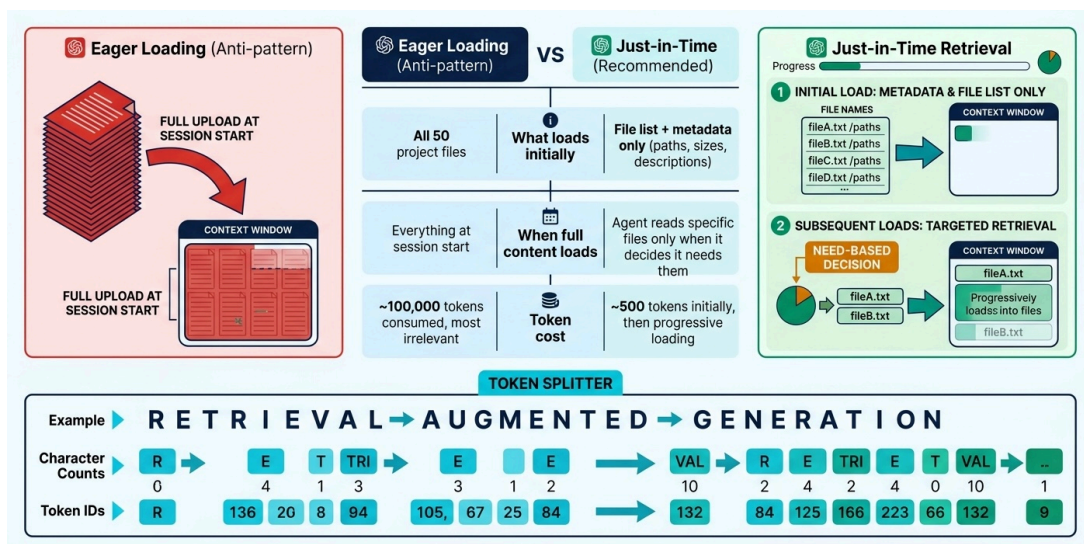 Eager Loading (Anti-pattern)
FULL UPLOAD AT
SESSION START
CONTEXT WINDOW
FULL UPLOAD AT
SESSION START
Eager Loading
(Anti-pattern)
VS
Just-in-Time
(Recommended)
All 50
project files
What loads
initially
File list + metadata
only (paths, sizes,
descriptions)
Everything at
session start
When full
content loads
Agent reads specific
files only when it
decides it needs
them
~100,000 tokens
consumed, most
irrelevant
Token
cost
~500 tokens initially,
then progressive
loading
Just-in-Time Retrieval
Progress
1 INITIAL LOAD: METADATA & FILE LIST ONLY
FILE NAMES
fileA.txt /paths
fileB.txt /paths
fileC.txt /paths
fileD.txt /paths
...
CONTEXT WINDOW
2 SUBSEQUENT LOADS: TARGETED RETRIEVAL
NEED-BASED
DECISION
fileA.txt
fileB.txt
CONTEXT WINDOW
fileA.txt
Progressively
loadss into files
fileB.txt
TOKEN SPLITTER
Example RETRIEVAL AUGMENTED GENERATION
Character
Counts
R E T TRI E E VAL R E TRI E T VAL ..
0 4 1 3 3 1 2 10 2 4 2 4 0 10 1
Token IDs R 136 20 8 94 105, 67 25 84 132 84 125 166 223 66 132 9